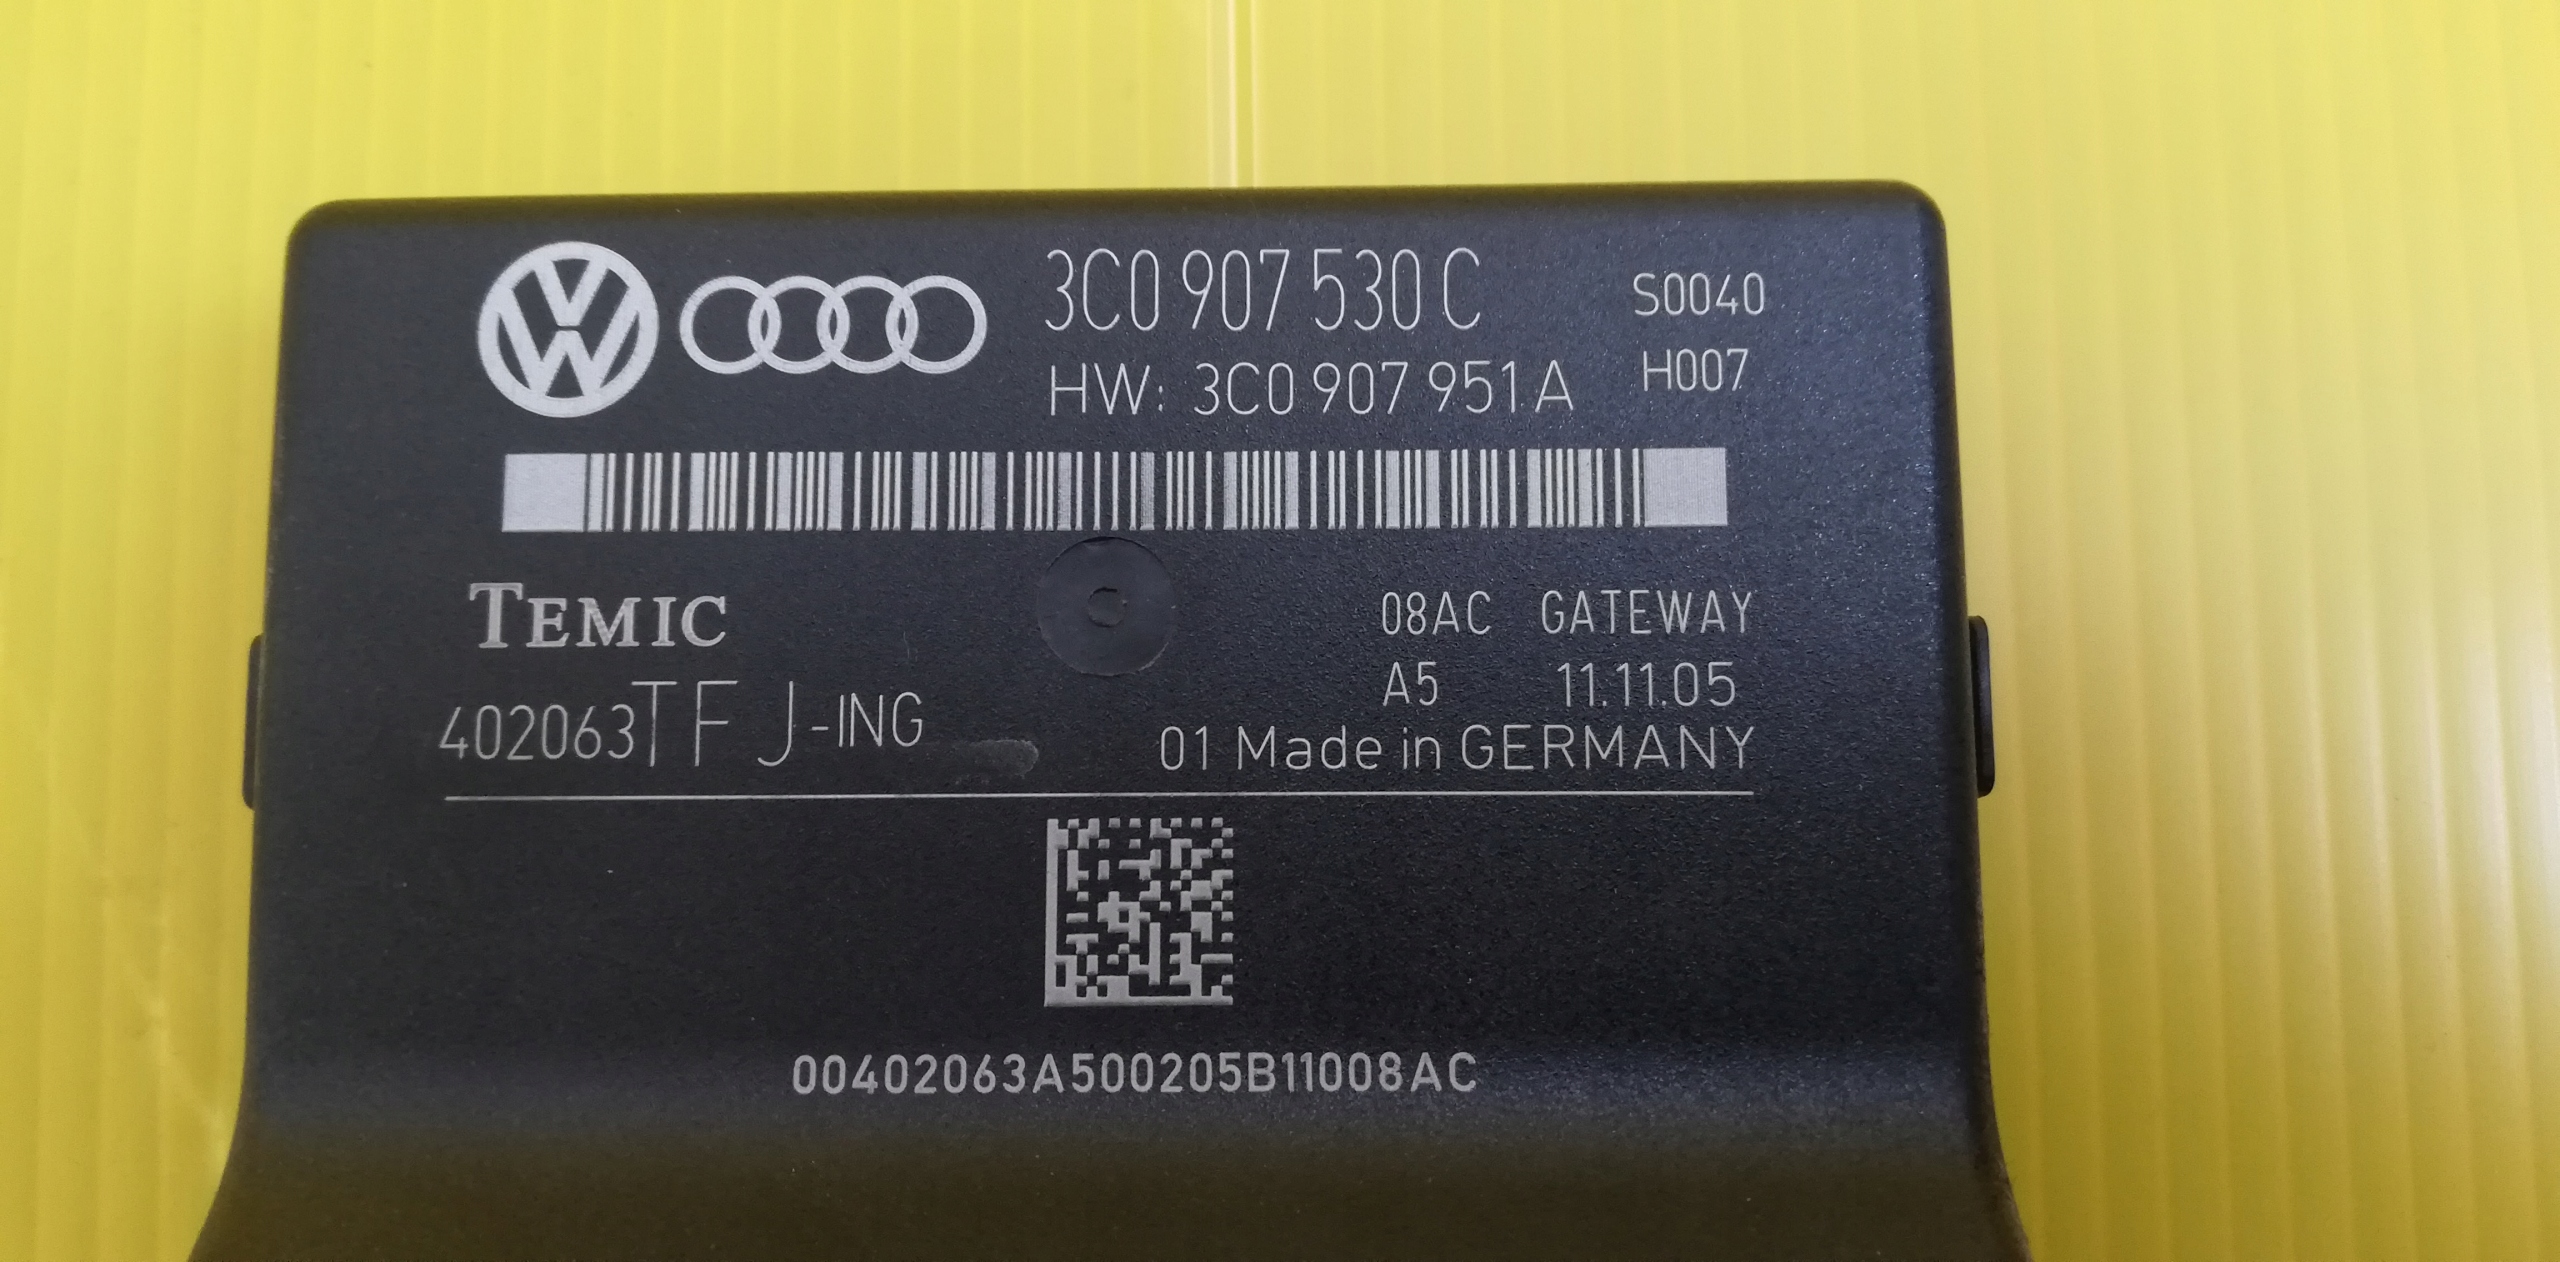 3C0 907 530 C S0040
HW: 3C0 907 951 A H007
TEMIC 08AC GATEWAY
A5 11.11.05
402063TF J-ING 01 Made in GERMANY
00402063A500205B11008AC